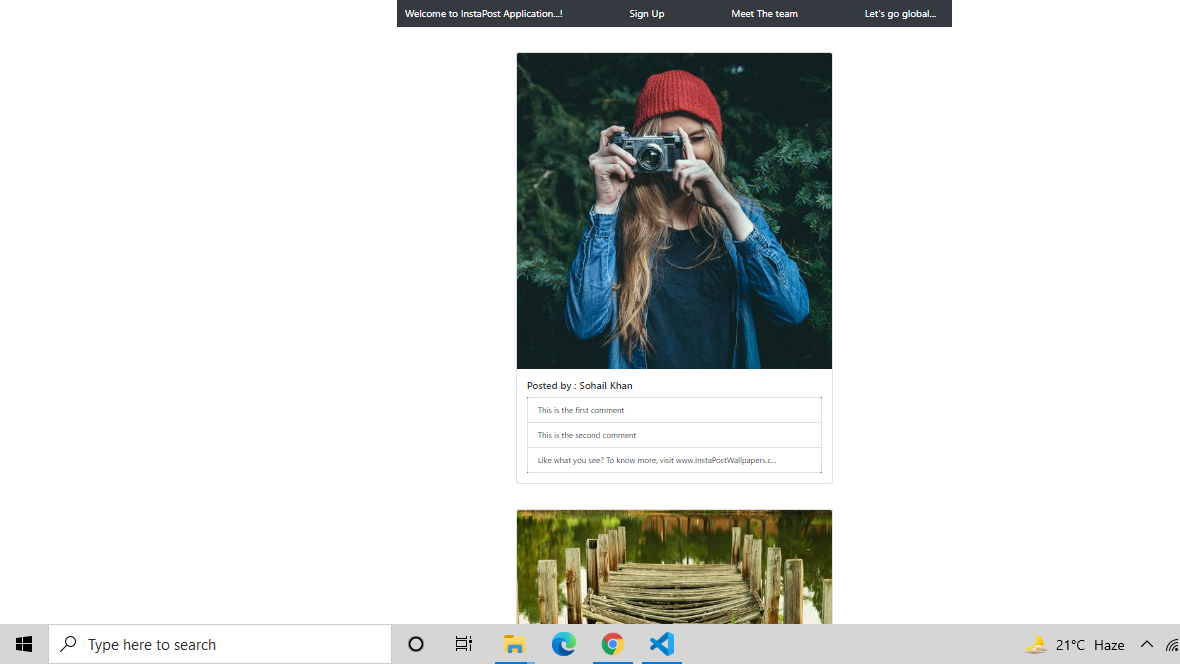 Welcome to InstaPost Application...! Sign Up Meet The team Let's go global...
Posted by : Sohail Khan
This is the first comment
This is the second comment
Like what you see? To know more, visit www.InstaPostWallpapers.c...
Type here to search 21°C Haze